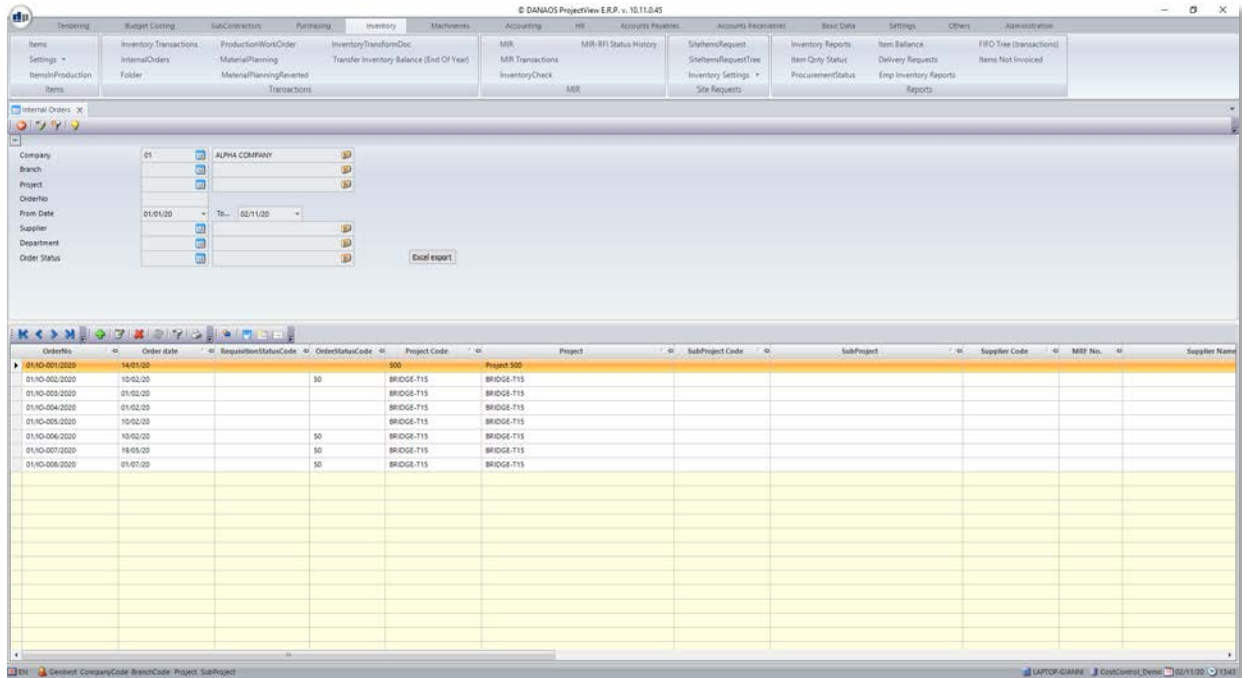 © DANAOS ProjectView E.R.P. v. 10.11.0.45
Tendering Budget Costing SubContractors Purchasing Inventory Machineries Accounting HR Accounts Payables Accounts Receivables Basic Data Settings Others Administration
Items Inventory Transactions ProductionWorkOrder InventoryTransformDoc MIR MIR-RFI Status History SiteItemsRequest Inventory Reports Item Ballance FIFO Tree (transactions)
Settings InternalOrders MaterialPlanning Transfer Inventory Balance (End Of Year) MIR Transactions SiteItemsRequestTree Item Qnty Status Delivery Requests Items Not Invoiced
ItemsInProduction Folder MaterialPlanningReverted InventoryCheck Inventory Settings ProcurementStatus Emp Inventory Reports
Items Transactions MIR Site Requests Reports
Internal Orders
Company 01 ALPHA COMPANY
Branch
Project
OrderNo
From Date 01/01/20 To... 02/11/20
Supplier
Department
Order Status Excel export
OrderNo Order date RequisitionStatusCode OrderStatusCode Project Code Project SubProject Code SubProject Supplier Code MRF No. Supplier Name
01/IO-001/2020 14/01/20 500 Project 500
01/IO-002/2020 10/02/20 50 BRIDGE-T15 BRIDGE-T15
01/IO-003/2020 01/02/20 BRIDGE-T15 BRIDGE-T15
01/IO-004/2020 01/02/20 BRIDGE-T15 BRIDGE-T15
01/IO-005/2020 10/02/20 BRIDGE-T15 BRIDGE-T15
01/IO-006/2020 10/02/20 50 BRIDGE-T15 BRIDGE-T15
01/IO-007/2020 19/05/20 50 BRIDGE-T15 BRIDGE-T15
01/IO-008/2020 01/07/20 50 BRIDGE-T15 BRIDGE-T15
EN CompanyCode BranchCode Project SubProject LAPTOP-GIANNI CostControl_Demo 02/11/20 13:43